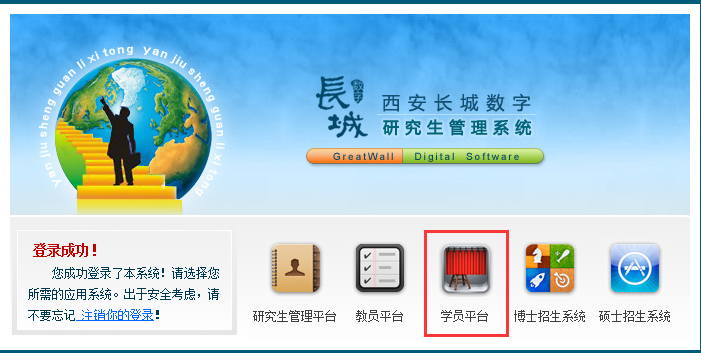 yan jiu sheng guan li xi tong yan jiu sheng guan li xi tong
長城
数字
西安长城数字
研究生管理系统
GreatWall Digital Software
登录成功！
您成功登录了本系统！请选择您
所需的应用系统。出于安全考虑，请
不要忘记 注销你的登录！
研究生管理平台 教员平台 学员平台 博士招生系统 硕士招生系统